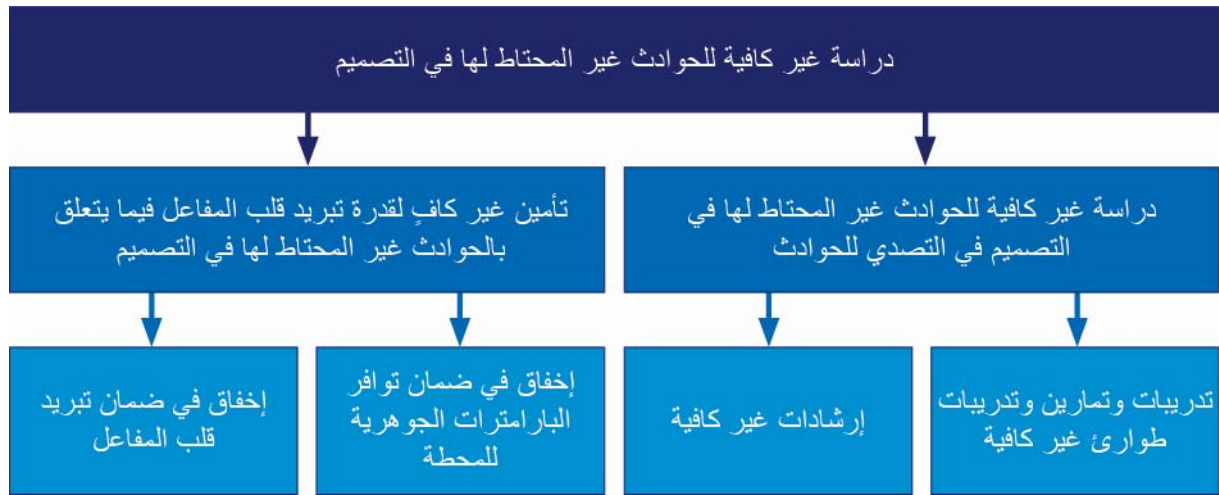 دراسة غير كافية للحوادث غير المحتاط لها في التصميم
دراسة غير كافية للحوادث غير المحتاط لها في
التصميم في التصدي للحوادث
تأمين غير كافٍ لقدرة تبريد قلب المفاعل فيما يتعلق
بالحوادث غير المحتاط لها في التصميم
تدريبات وتمارين وتدريبات
طوارئ غير كافية
إرشادات غير كافية
إخفاق في ضمان توافر
البارامترات الجوهرية
للمحطة
إخفاق في ضمان تبريد
قلب المفاعل